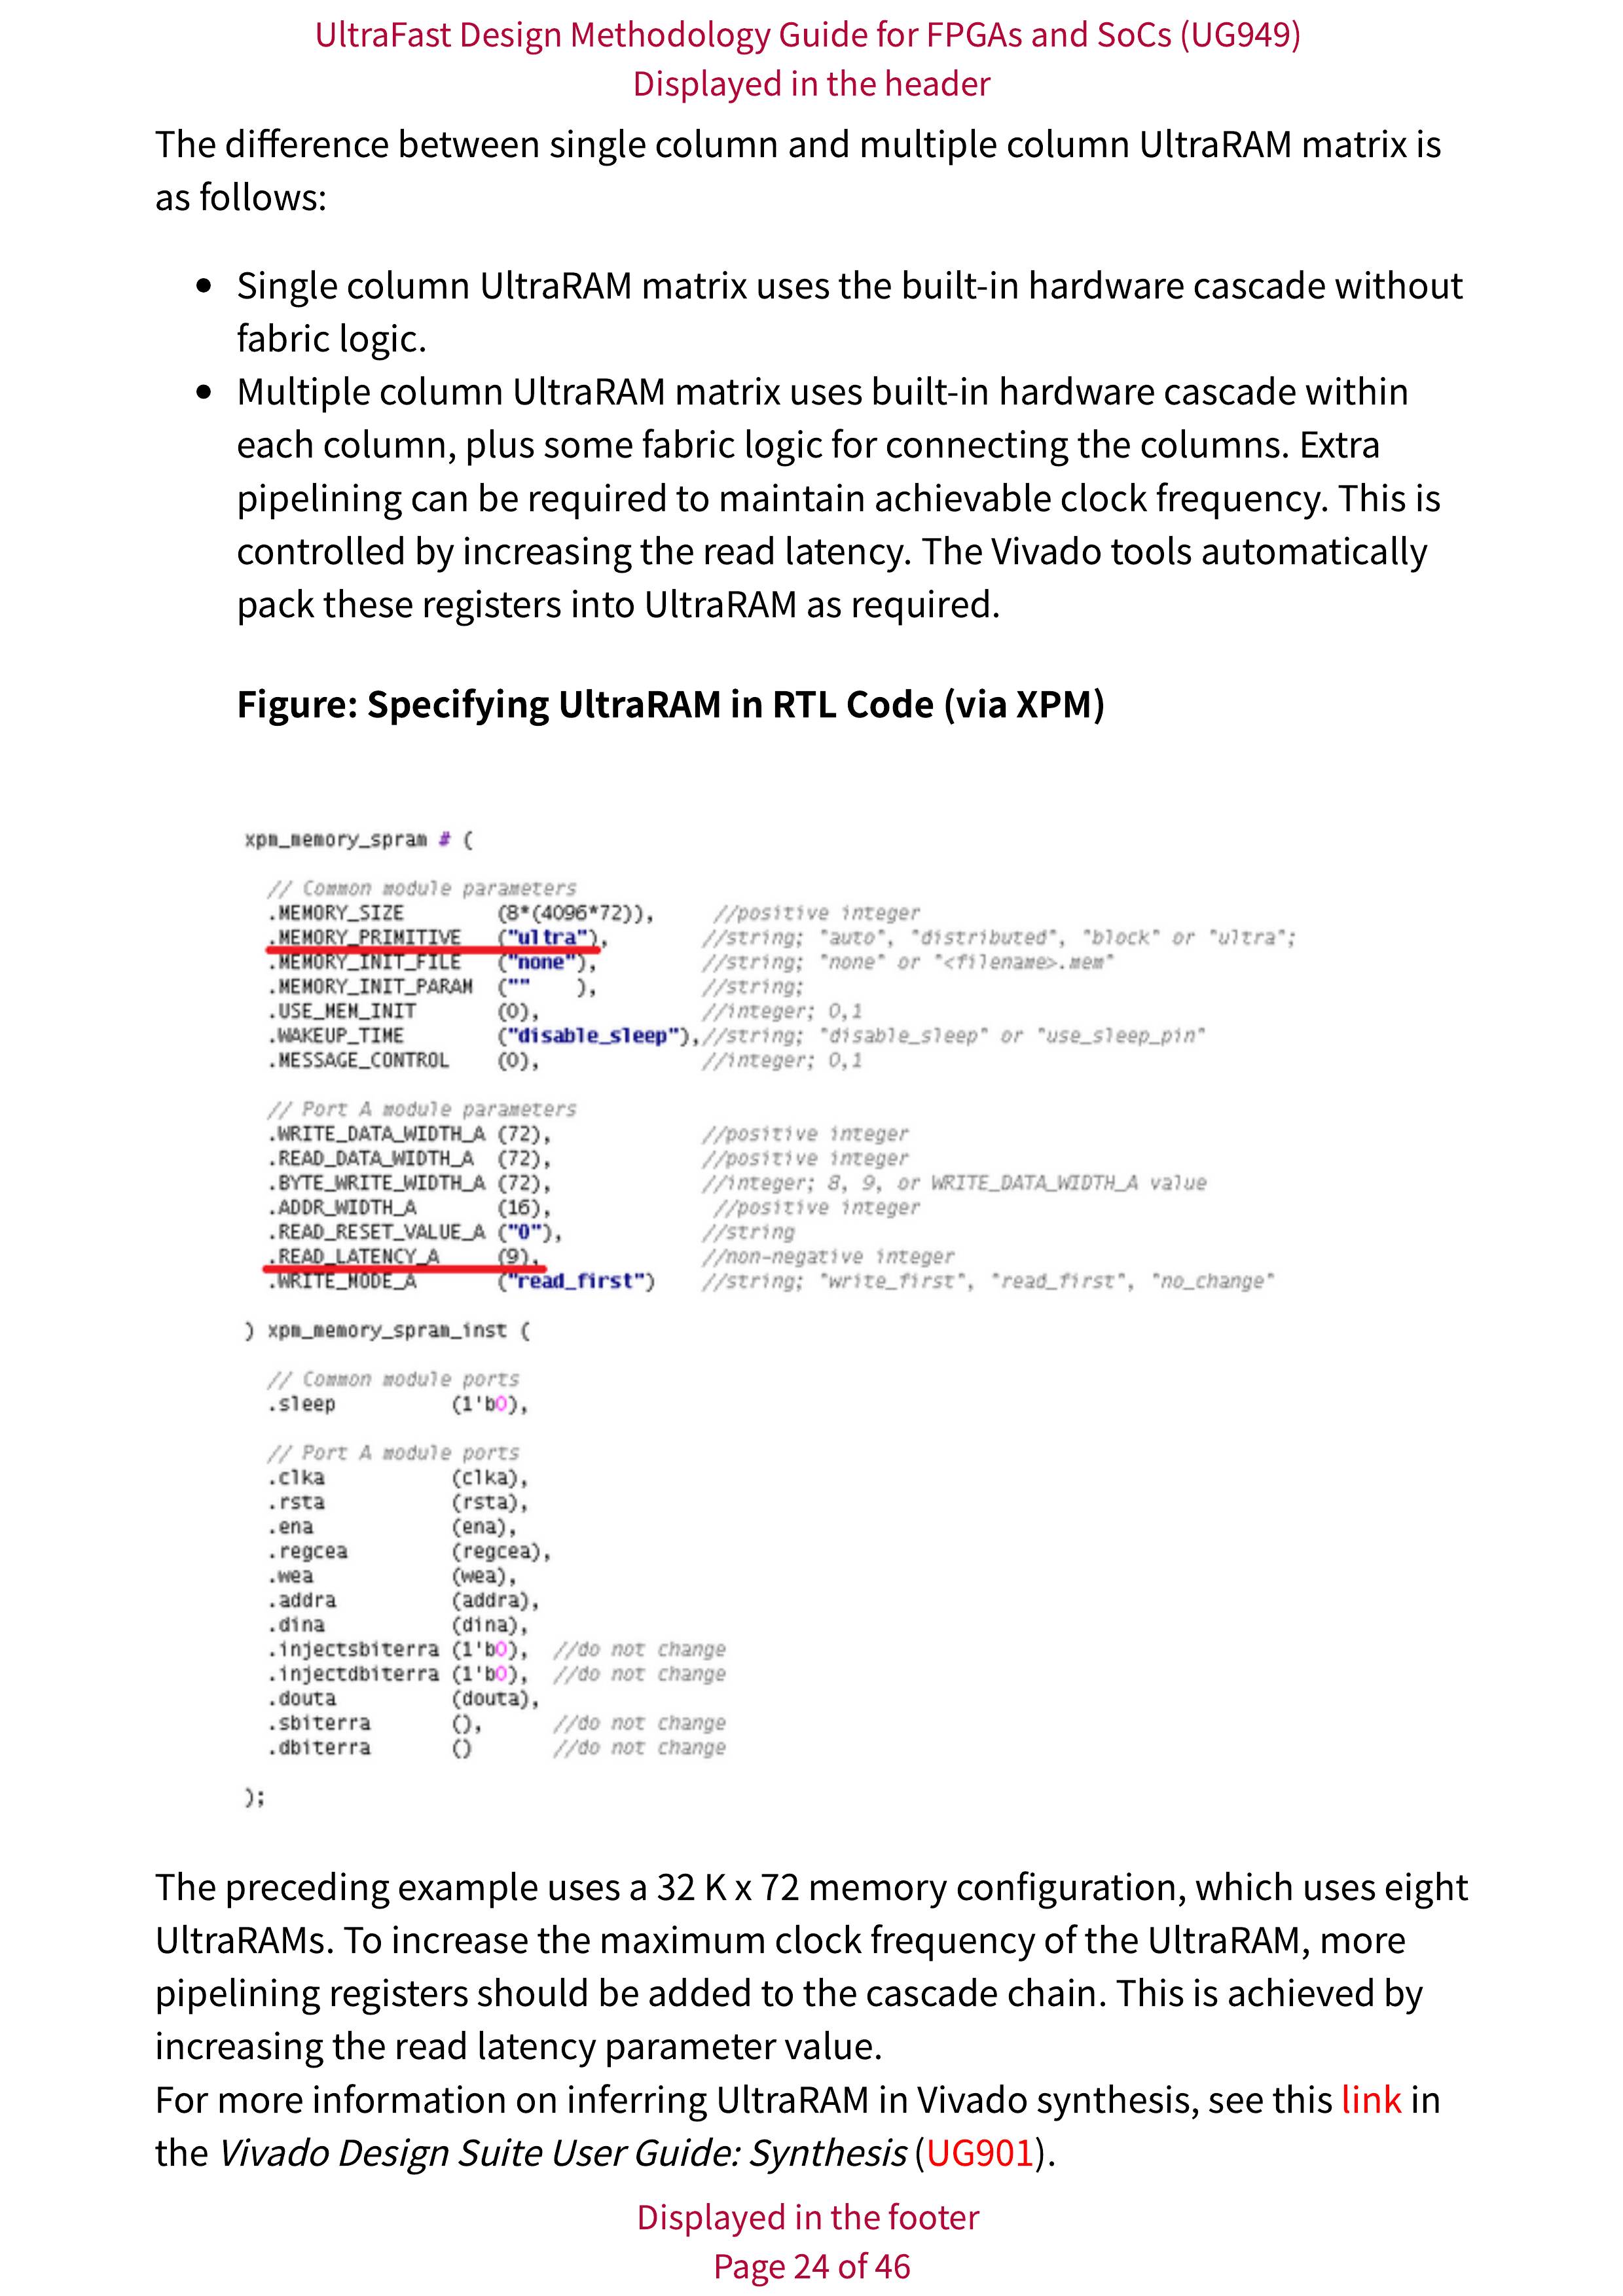 UltraFast Design Methodology Guide for FPGAs and SoCs (UG949)
Displayed in the header
The difference between single column and multiple column UltraRAM matrix is
as follows:
• Single column UltraRAM matrix uses the built-in hardware cascade without
fabric logic.
• Multiple column UltraRAM matrix uses built-in hardware cascade within
each column, plus some fabric logic for connecting the columns. Extra
pipelining can be required to maintain achievable clock frequency. This is
controlled by increasing the read latency. The Vivado tools automatically
pack these registers into UltraRAM as required.
Figure: Specifying UltraRAM in RTL Code (via XPM)
xpm_memory_spram # (
// Common module parameters
.MEMORY_SIZE (8*(4096*72)), //positive integer
.MEMORY_PRIMITIVE ("ultra"), //string; "auto", "distributed", "block" or "ultra";
.MEMORY_INIT_FILE ("none"), //string; "none" or "<filename>.mem"
.MEMORY_INIT_PARAM ("" ), //string;
.USE_MEM_INIT (0), //integer; 0,1
.WAKEUP_TIME ("disable_sleep"),//string; "disable_sleep" or "use_sleep_pin"
.MESSAGE_CONTROL (0), //integer; 0,1
// Port A module parameters
.WRITE_DATA_WIDTH_A (72), //positive integer
.READ_DATA_WIDTH_A (72), //positive integer
.BYTE_WRITE_WIDTH_A (72), //integer; 8, 9, or WRITE_DATA_WIDTH_A value
.ADDR_WIDTH_A (16), //positive integer
.READ_RESET_VALUE_A ("0"), //string
.READ_LATENCY_A (9), //non-negative integer
.WRITE_MODE_A ("read_first") //string; "write_first", "read_first", "no_change"
) xpm_memory_spram_inst (
// Common module ports
.sleep (1'b0),
// Port A module ports
.clka (clka),
.rsta (rsta),
.ena (ena),
.regcea (regcea),
.wea (wea),
.addra (addra),
.dina (dina),
.injectsbiterra (1'b0), //do not change
.injectdbiterra (1'b0), //do not change
.douta (douta),
.sbiterra (), //do not change
.dbiterra () //do not change
);
The preceding example uses a 32 K x 72 memory configuration, which uses eight
UltraRAMs. To increase the maximum clock frequency of the UltraRAM, more
pipelining registers should be added to the cascade chain. This is achieved by
increasing the read latency parameter value.
For more information on inferring UltraRAM in Vivado synthesis, see this link in
the Vivado Design Suite User Guide: Synthesis (UG901).
Displayed in the footer
Page 24 of 46